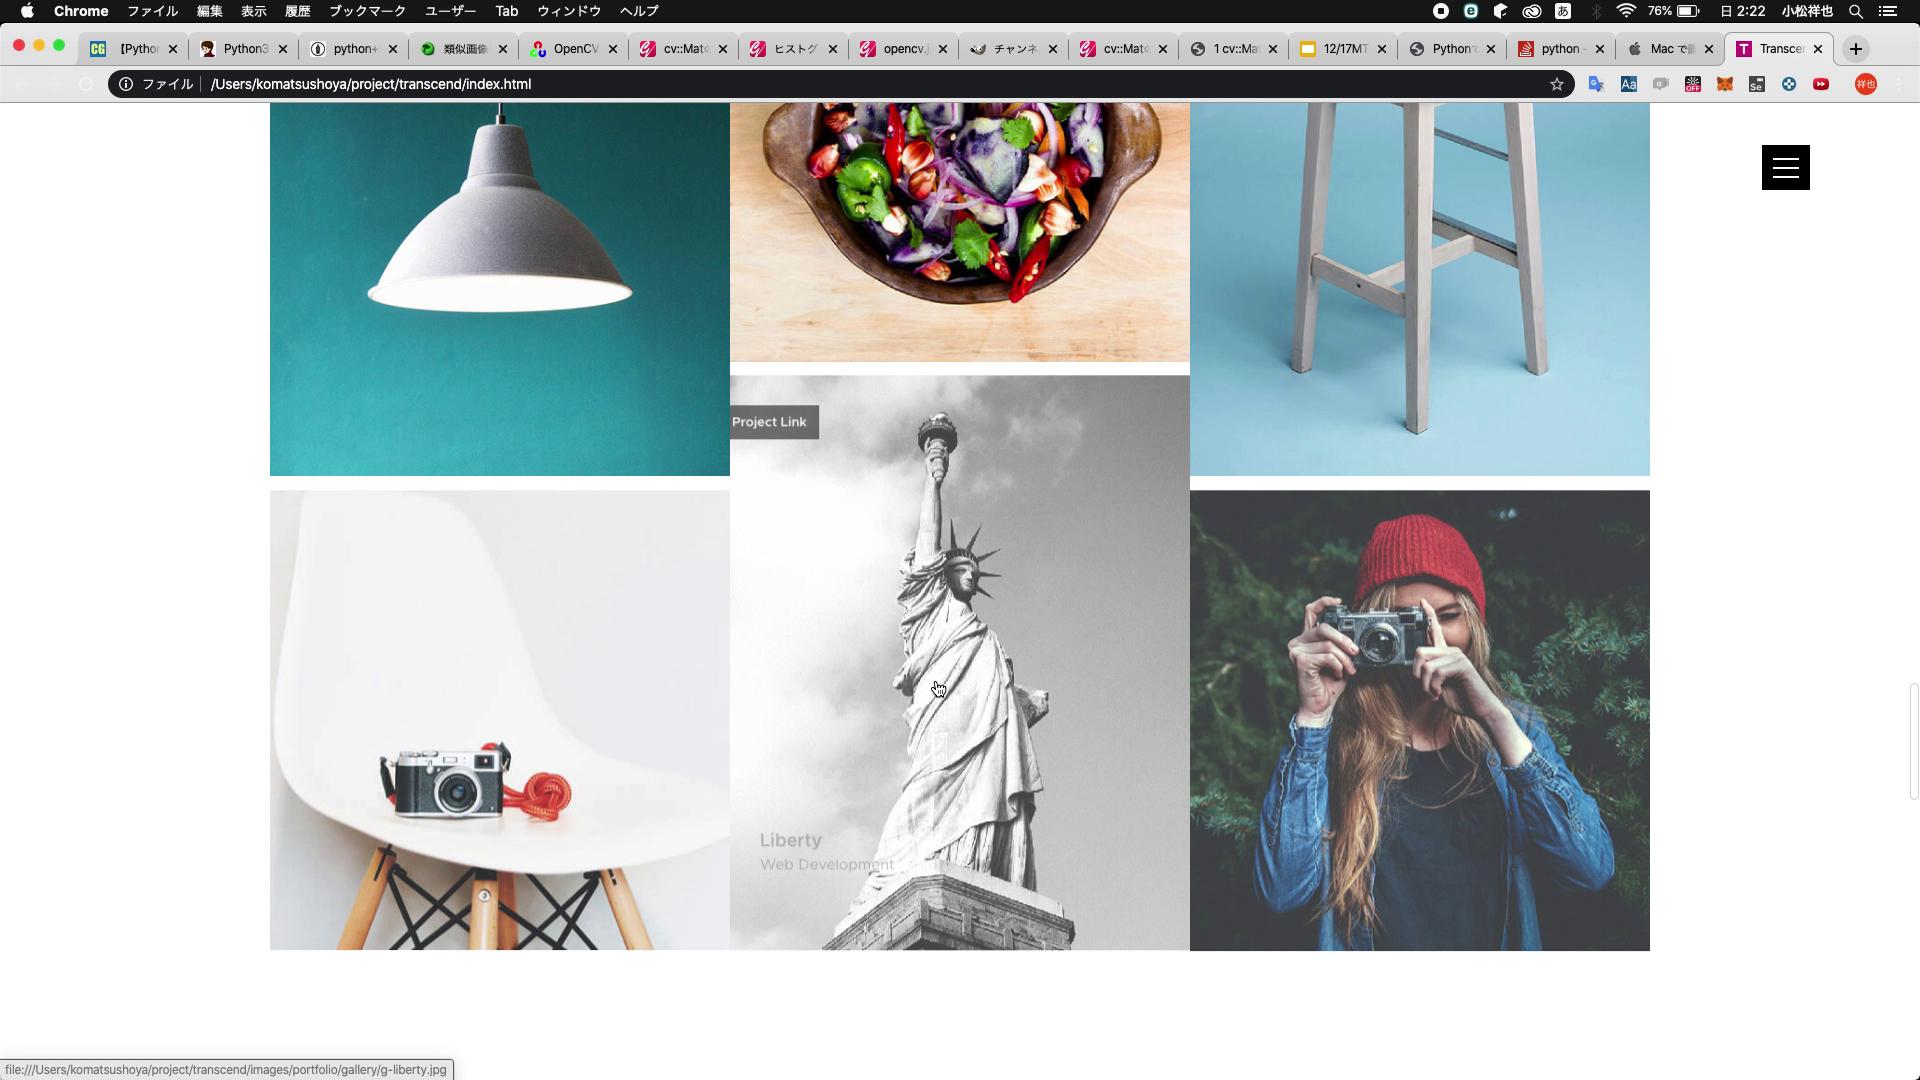 Chrome ファイル 編集 表示 履歴 ブックマーク ユーザー Tab ウィンドウ ヘルプ
76% 日 2:22 小松祥也
【Pytho Python3 python+ 類似画像 OpenCV cv::Mat ヒストグ opencv.j チャンネ cv::Mat 1 cv::Ma 12/17MT Python python - Mac で Transce
ファイル /Users/komatsushoya/project/transcend/index.html
祥也
Project Link
Liberty
Web Development
file:///Users/komatsushoya/project/transcend/images/portfolio/gallery/g-liberty.jpg